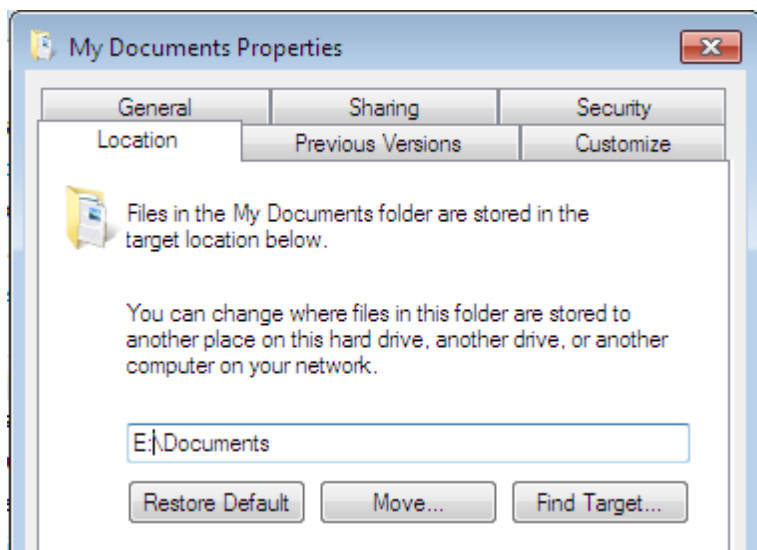 My Documents Properties
General Sharing Security
Location Previous Versions Customize
Files in the My Documents folder are stored in the
target location below.
You can change where files in this folder are stored to
another place on this hard drive, another drive, or another
computer on your network.
E:\Documents
Restore Default Move... Find Target...